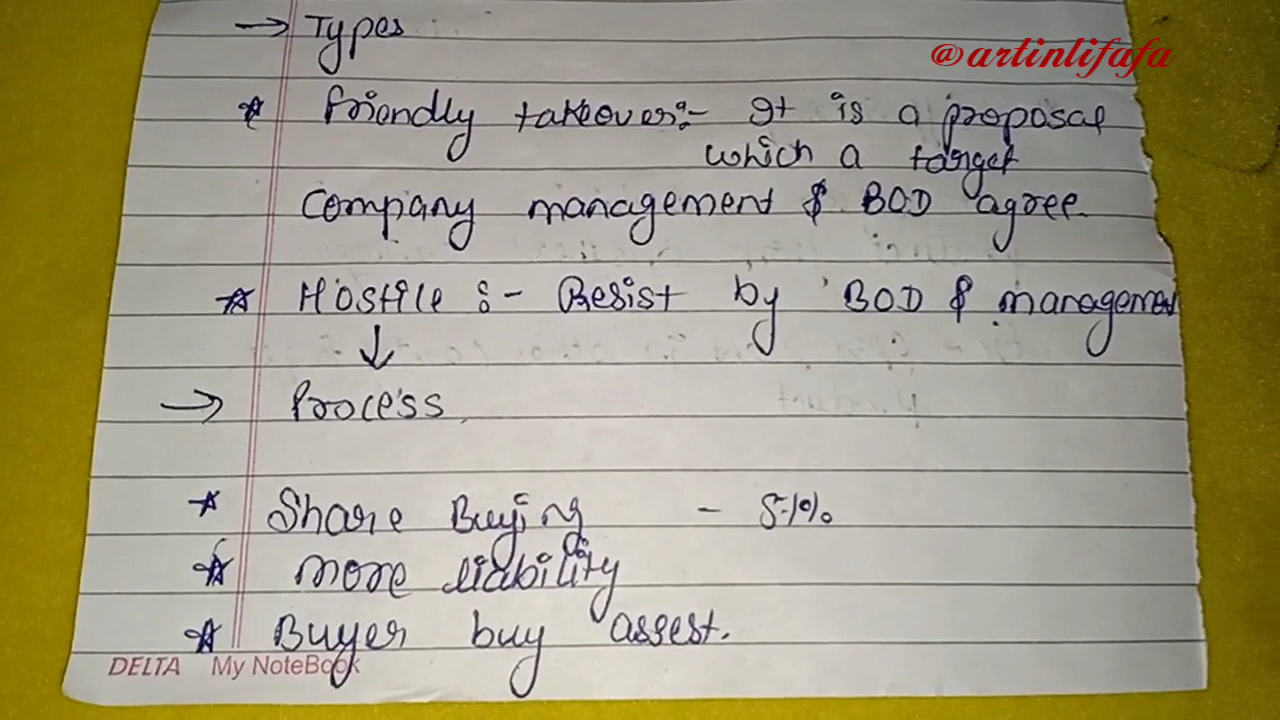 → Types
@artinlifafa
* Friendly takeover:- It is a proposal
which a target
Company management & BOD agree.
* Hostile :- Resist by BOD & management
↓
→ Process
* Share Buying - 51%
* more liability
* Buyer buy assest.
DELTA My NoteBook